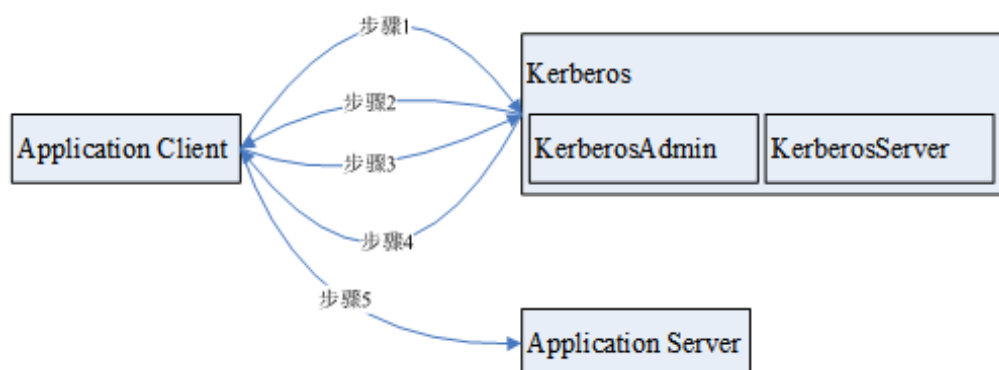 步骤1
Kerberos
步骤2
Application Client
KerberosAdmin
KerberosServer
步骤3
步骤4
步骤5
Application Server